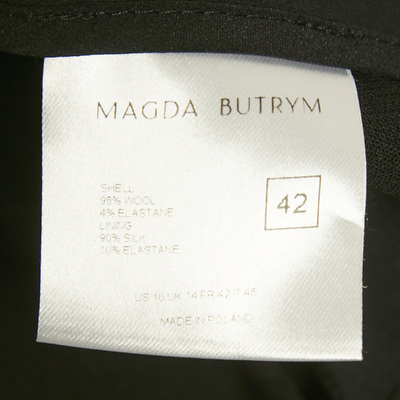 MAGDA BUTRYM
SHELL
96% WOOL
4% ELASTANE
LINING
90% SILK
10% ELASTANE
42
US 10 UK 14 FR 42 IT 46
MADE IN POLAND